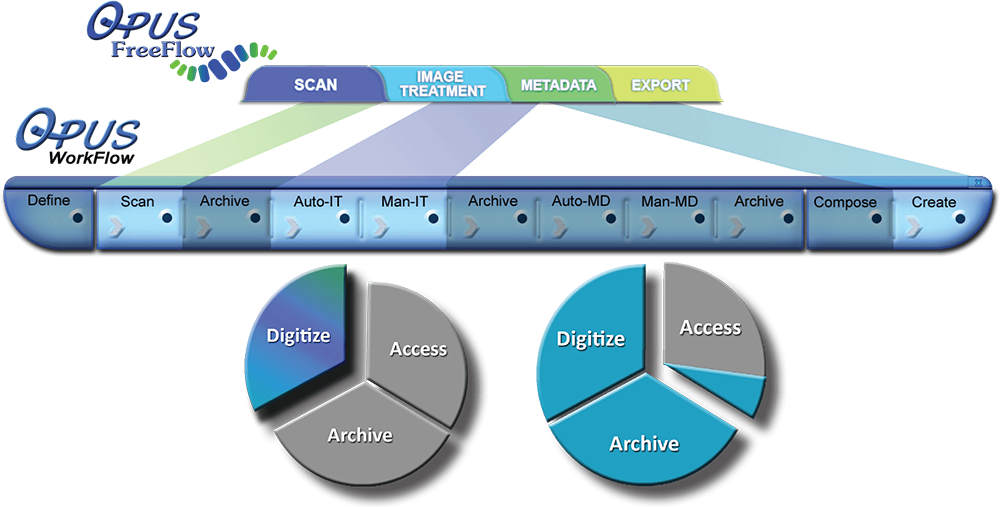 OPUS
FreeFlow
SCAN
IMAGE
TREATMENT
METADATA
EXPORT
OPUS
WorkFlow
Define
Scan
Archive
Auto-IT
Man-IT
Archive
Auto-MD
Man-MD
Archive
Compose
Create
Digitize
Access
Archive
Digitize
Access
Archive